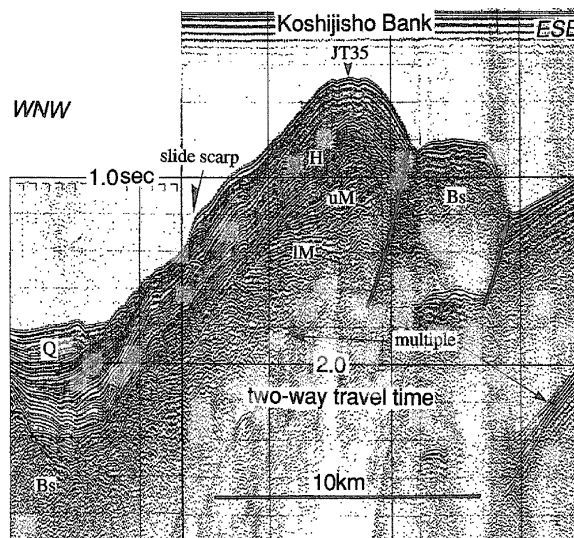 Koshijisho Bank
ESE
JT35
WNW
slide scarp
H
1.0sec
uM
Bs
lM
Q
multiple
2.0
two-way travel time
Bs
10km